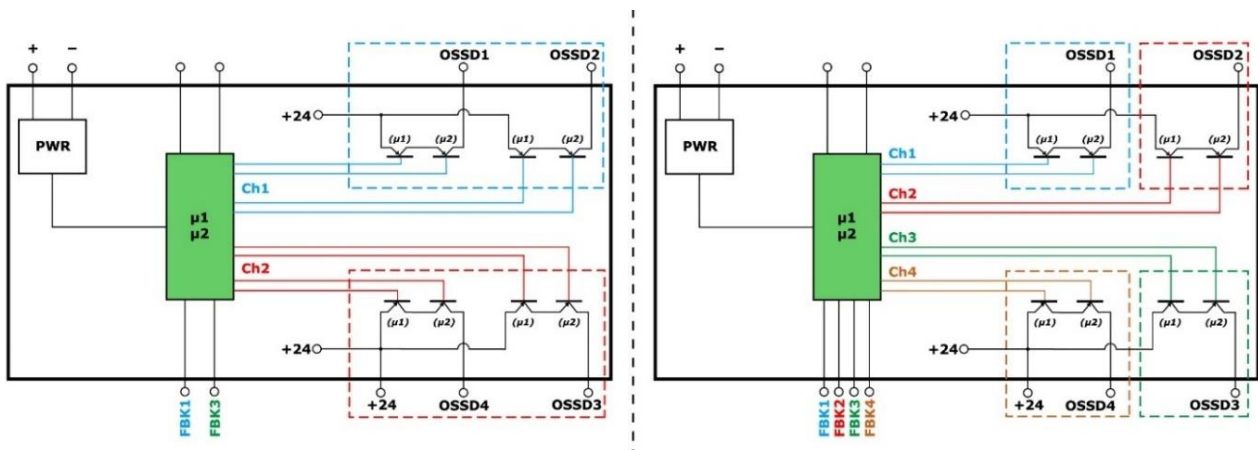 + −
OSSD1
OSSD2
+24
(μ1)
(μ2)
(μ1)
(μ2)
PWR
Ch1
μ1
μ2
Ch2
(μ1)
(μ2)
(μ1)
(μ2)
+24
FBK1
FBK3
+24
OSSD4
OSSD3
+ −
OSSD1
OSSD2
+24
(μ1)
(μ2)
(μ1)
(μ2)
PWR
Ch1
Ch2
μ1
μ2
Ch3
Ch4
(μ1)
(μ2)
(μ1)
(μ2)
+24
FBK1
FBK2
FBK3
FBK4
+24
OSSD4
OSSD3